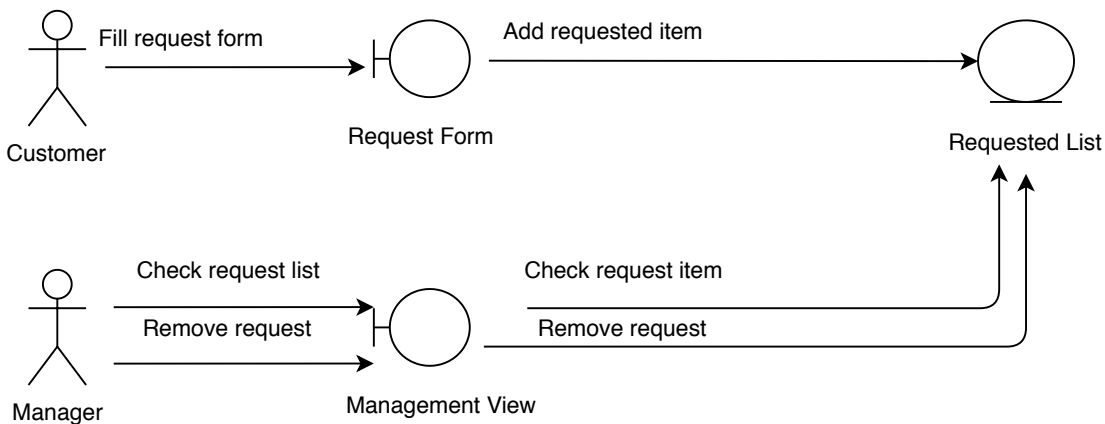 Fill request form
Add requested item
Request Form
Requested List
Customer
Check request list
Check request item
Remove request
Remove request
Management View
Manager